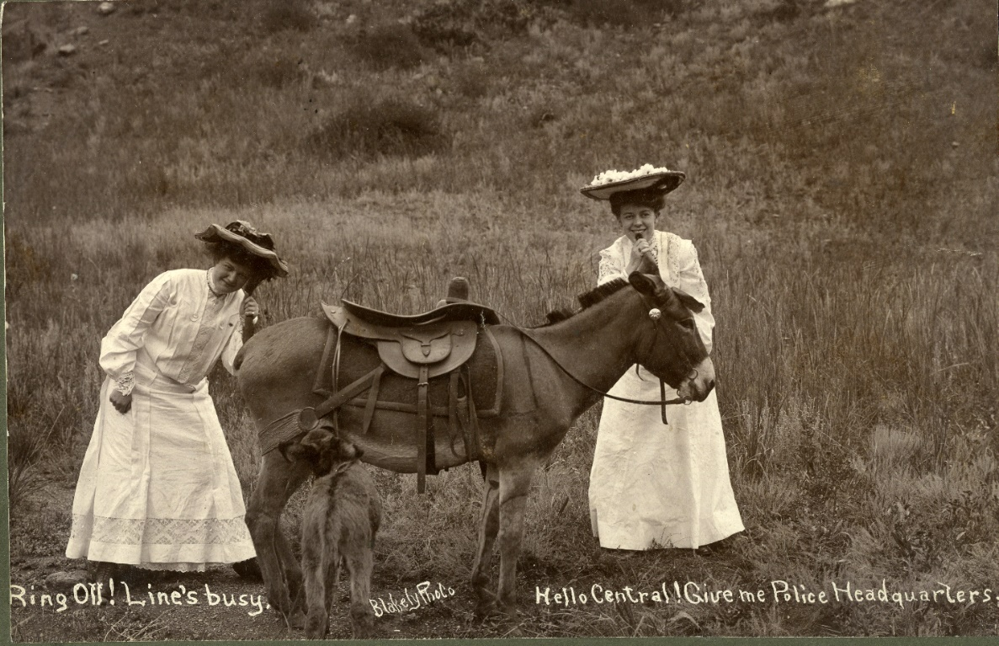 Ring Off! Line's busy.
Blakely Photo
Hello Central! Give me Police Headquarters.